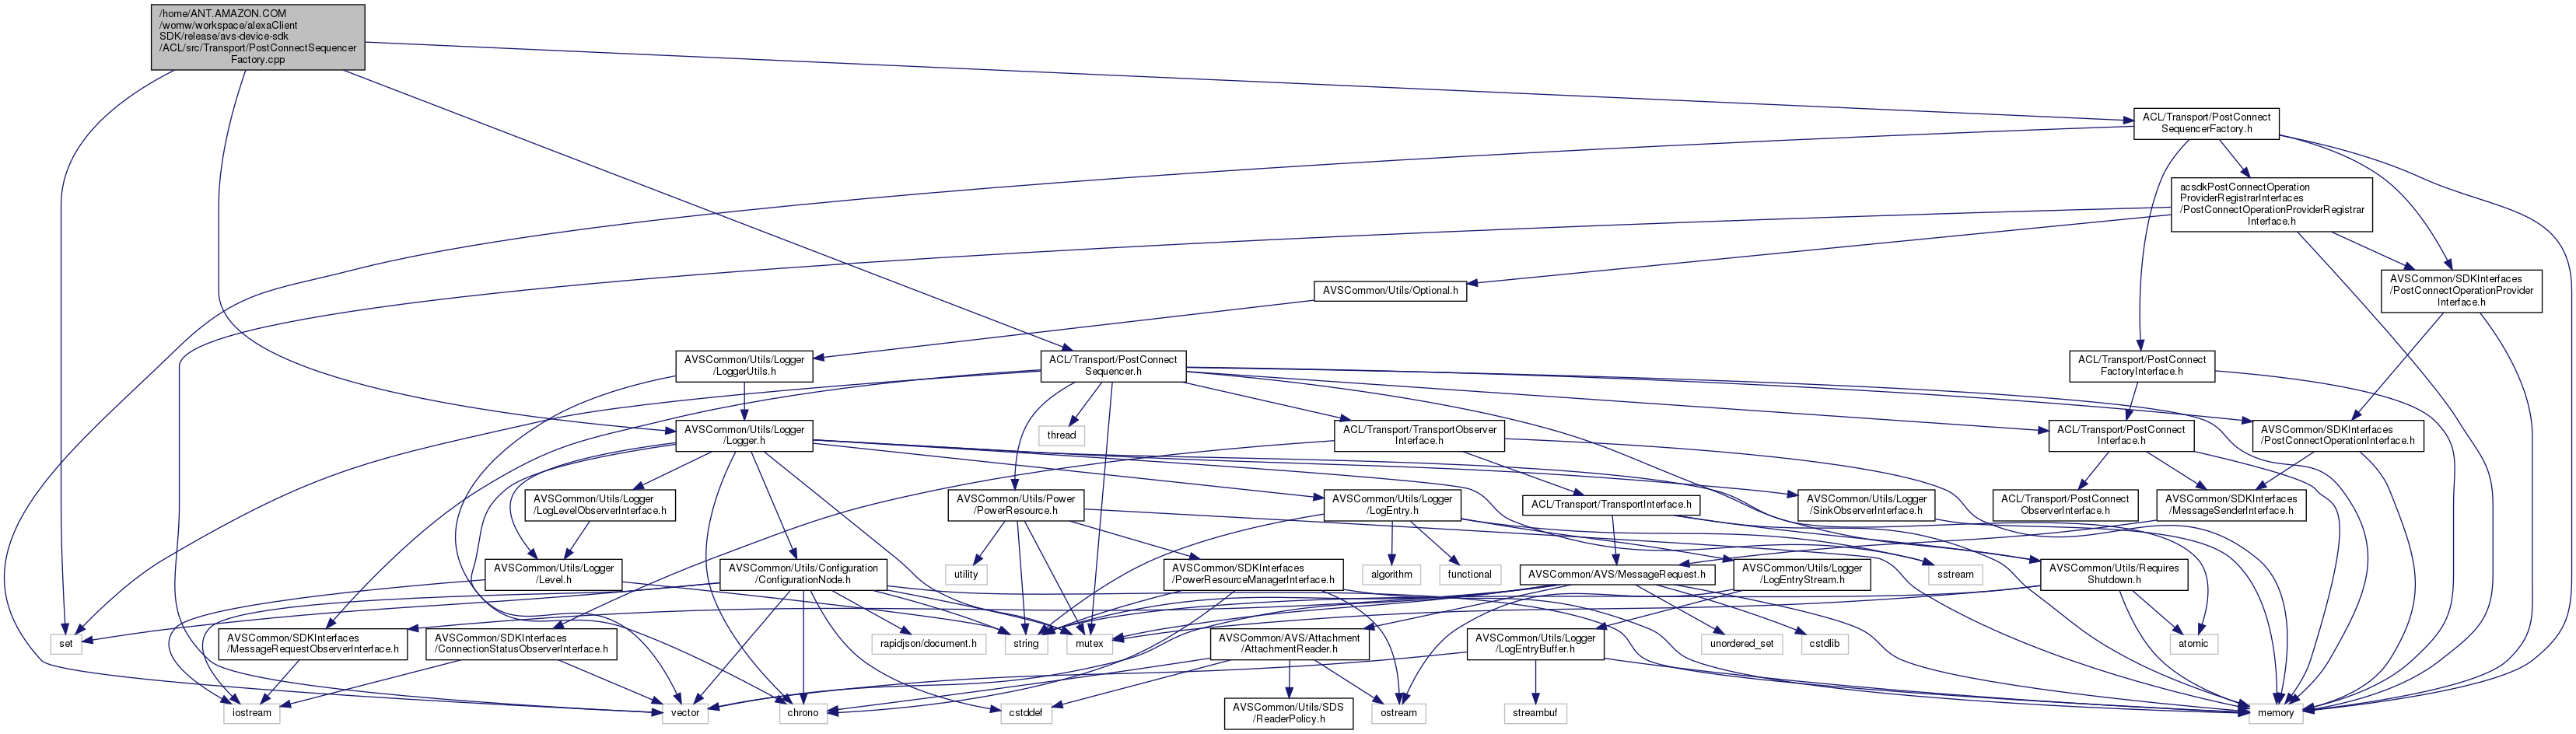 /home/ANT.AMAZON.COM
/womw/workspace/alexaClient
SDK/release/avs-device-sdk
/ACL/src/Transport/PostConnectSequencer
Factory.cpp
ACL/Transport/PostConnect
SequencerFactory.h
acsdkPostConnectOperation
ProviderRegistrarInterfaces
/PostConnectOperationProviderRegistrar
Interface.h
AVSCommon/Utils/Optional.h
AVSCommon/SDKInterfaces
/PostConnectOperationProvider
Interface.h
AVSCommon/Utils/Logger
/LoggerUtils.h
ACL/Transport/PostConnect
Sequencer.h
ACL/Transport/PostConnect
FactoryInterface.h
AVSCommon/Utils/Logger
/Logger.h
thread
ACL/Transport/TransportObserver
Interface.h
ACL/Transport/PostConnect
Interface.h
AVSCommon/SDKInterfaces
/PostConnectOperationInterface.h
AVSCommon/Utils/Logger
/LogLevelObserverInterface.h
AVSCommon/Utils/Power
/PowerResource.h
AVSCommon/Utils/Logger
/LogEntry.h
ACL/Transport/TransportInterface.h
AVSCommon/Utils/Logger
/SinkObserverInterface.h
ACL/Transport/PostConnect
ObserverInterface.h
AVSCommon/SDKInterfaces
/MessageSenderInterface.h
AVSCommon/Utils/Logger
/Level.h
AVSCommon/Utils/Configuration
/ConfigurationNode.h
utility
AVSCommon/SDKInterfaces
/PowerResourceManagerInterface.h
algorithm
functional
AVSCommon/AVS/MessageRequest.h
AVSCommon/Utils/Logger
/LogEntryStream.h
sstream
AVSCommon/Utils/Requires
Shutdown.h
set
AVSCommon/SDKInterfaces
/MessageRequestObserverInterface.h
AVSCommon/SDKInterfaces
/ConnectionStatusObserverInterface.h
rapidjson/document.h
string
mutex
AVSCommon/AVS/Attachment
/AttachmentReader.h
AVSCommon/Utils/Logger
/LogEntryBuffer.h
unordered_set
cstdlib
atomic
iostream
vector
chrono
cstddef
AVSCommon/Utils/SDS
/ReaderPolicy.h
ostream
streambuf
memory